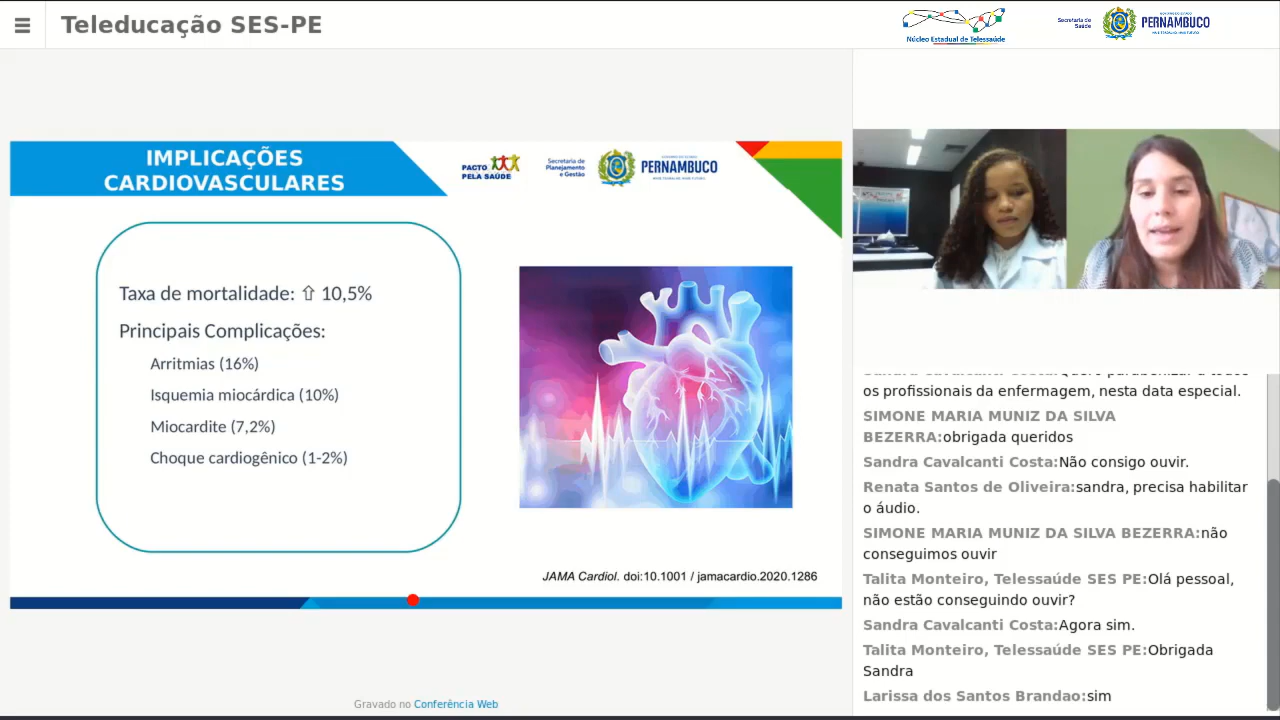 Teleducação SES-PE
Núcleo Estadual de Telessaúde
Secretaria de
Saúde
PERNAMBUCO
IMPLICAÇÕES
CARDIOVASCULARES
PACTO
PELA SAÚDE
Secretaria de
Planejamento
e Gestão
PERNAMBUCO
Taxa de mortalidade: ⇧ 10,5%
Principais Complicações:
Arritmias (16%)
Isquemia miocárdica (10%)
Miocardite (7,2%)
Choque cardiogênico (1-2%)
JAMA Cardiol. doi:10.1001 / jamacardio.2020.1286
Gravado no Conferência Web
os profissionais da enfermagem, nesta data especial.
SIMONE MARIA MUNIZ DA SILVA
BEZERRA:obrigada queridos
Sandra Cavalcanti Costa:Não consigo ouvir.
Renata Santos de Oliveira:sandra, precisa habilitar
o áudio.
SIMONE MARIA MUNIZ DA SILVA BEZERRA:não
conseguimos ouvir
Talita Monteiro, Telessaúde SES PE:Olá pessoal,
não estão conseguindo ouvir?
Sandra Cavalcanti Costa:Agora sim.
Talita Monteiro, Telessaúde SES PE:Obrigada
Sandra
Larissa dos Santos Brandao:sim